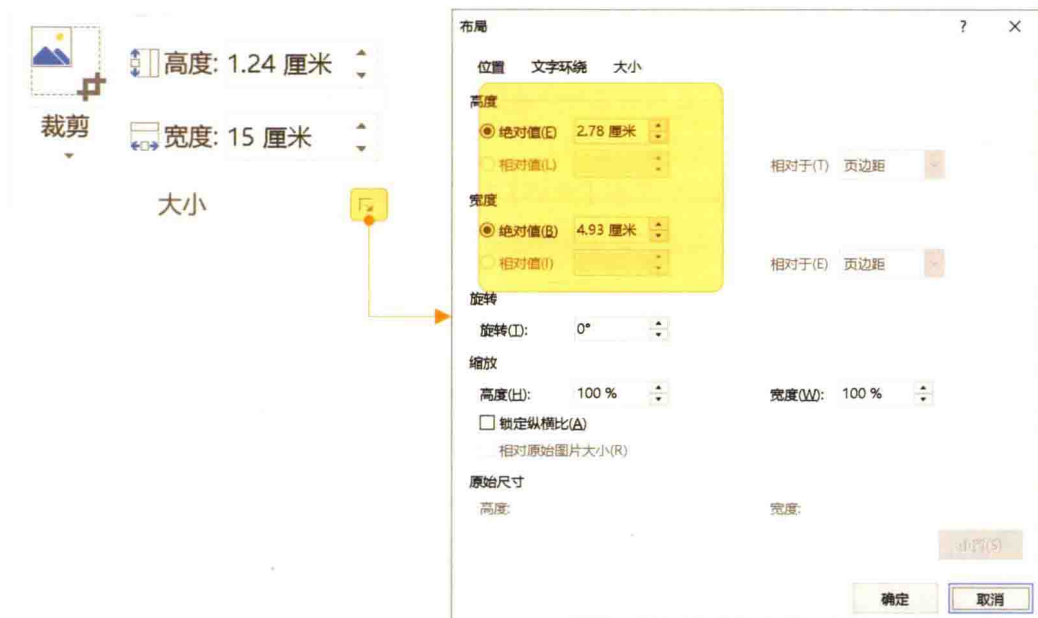 裁剪
高度: 1.24 厘米
宽度: 15 厘米
大小
布局 ? ×
位置 文字环绕 大小
高度
绝对值(E) 2.78 厘米
相对值(L) 相对于(T) 页边距
宽度
绝对值(B) 4.93 厘米
相对值(I) 相对于(E) 页边距
旋转
旋转(T): 0°
缩放
高度(H): 100 % 宽度(W): 100 %
锁定纵横比(A)
相对原始图片大小(R)
原始尺寸
高度: 宽度:
确定 取消